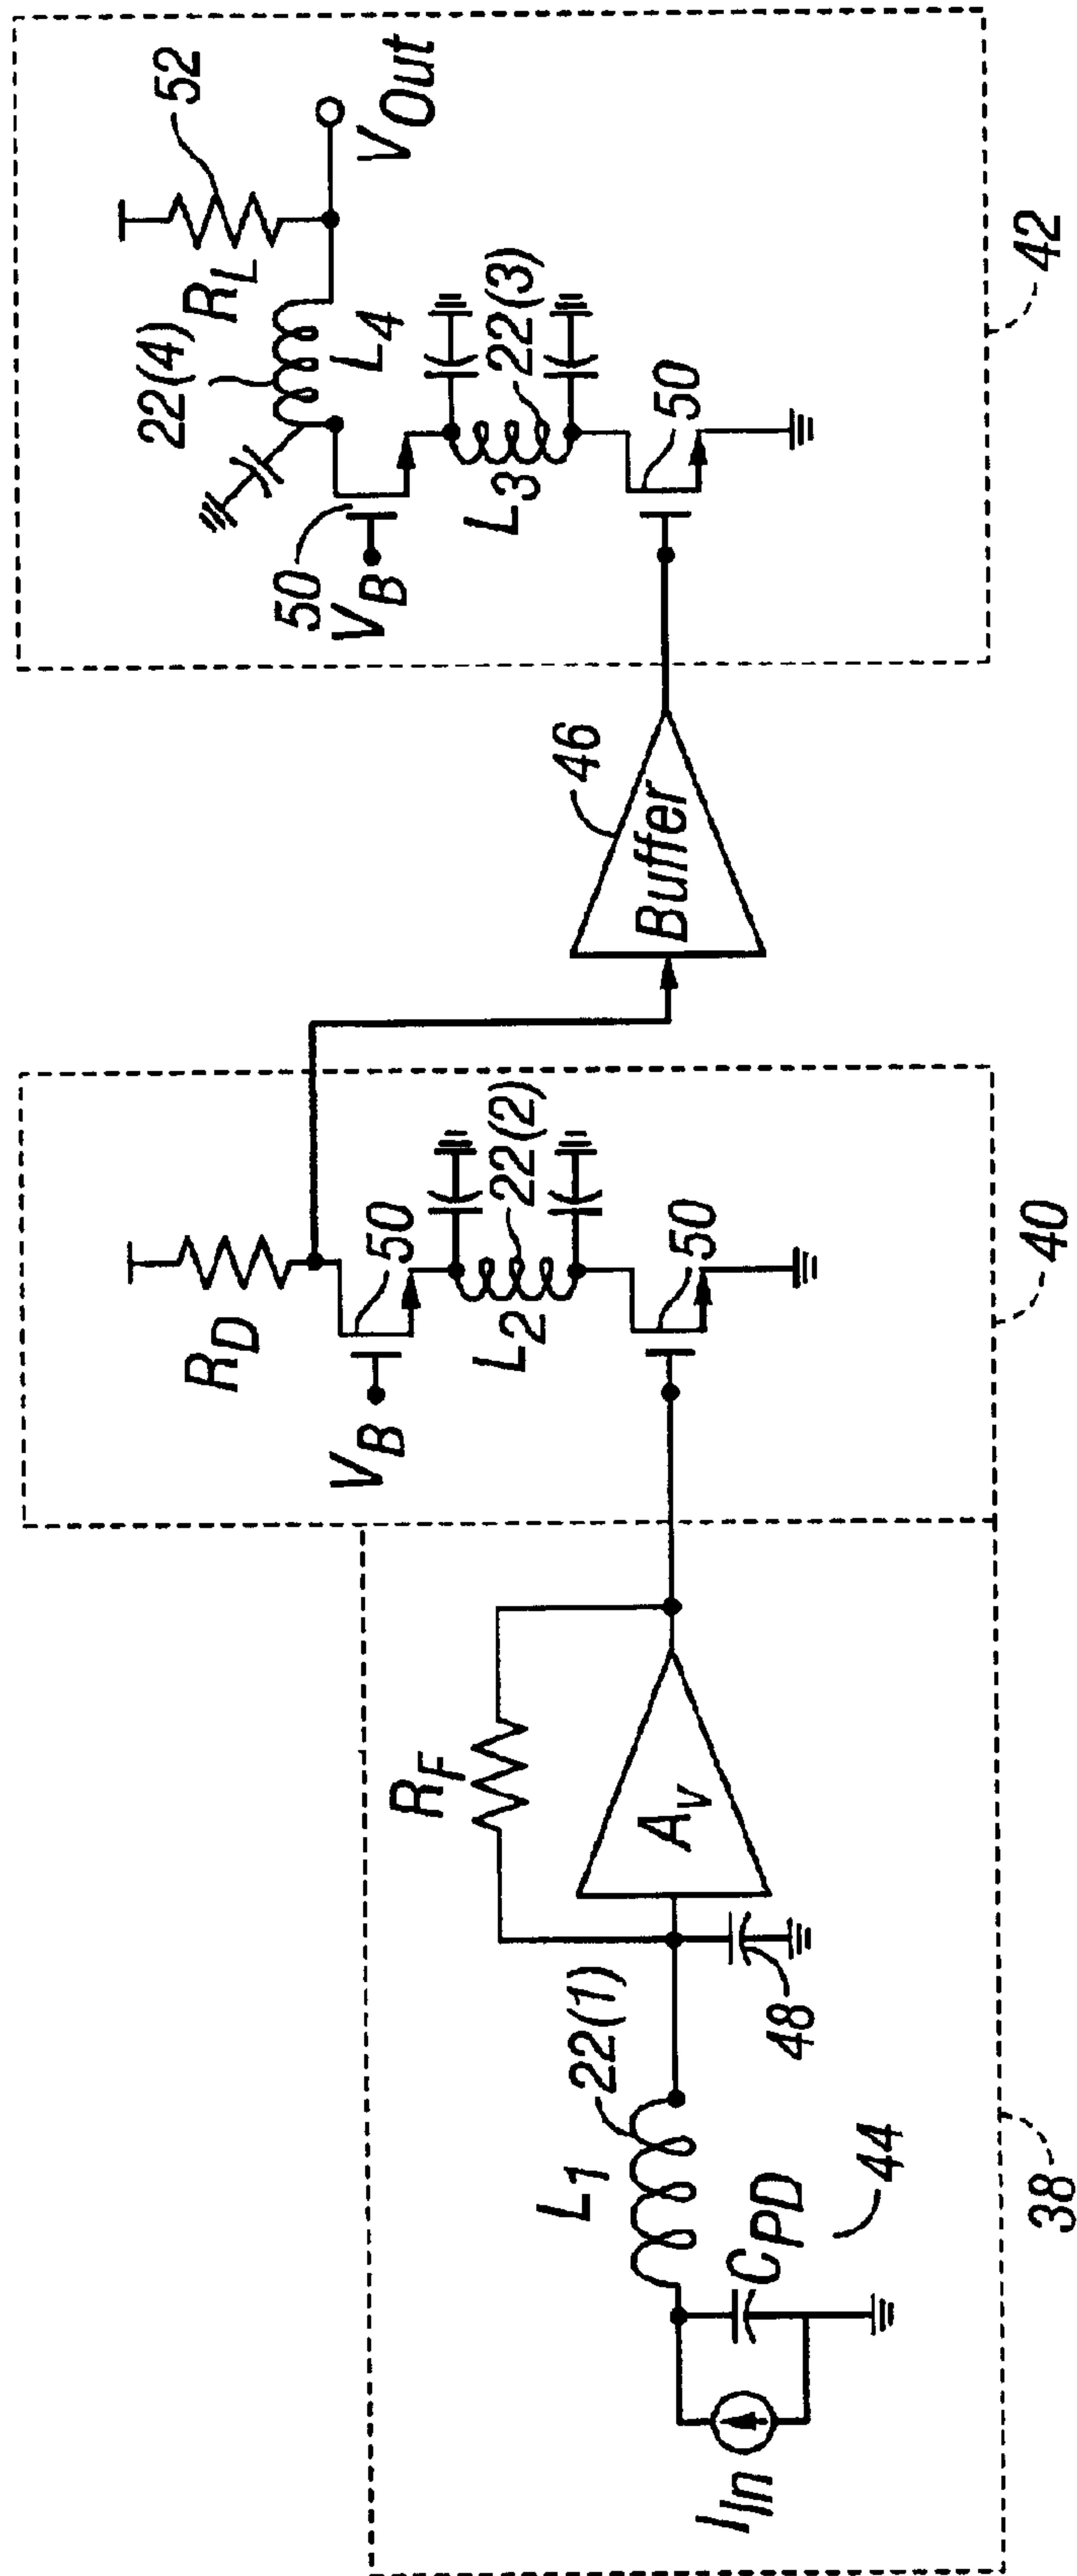 I_In
C_PD
44
L_1
22(1)
48
R_F
A_v
38
R_D
V_B
50
L_2
22(2)
50
40
Buffer
46
50
V_B
22(4)
L_4
R_L
52
V_Out
L_3
22(3)
50
42